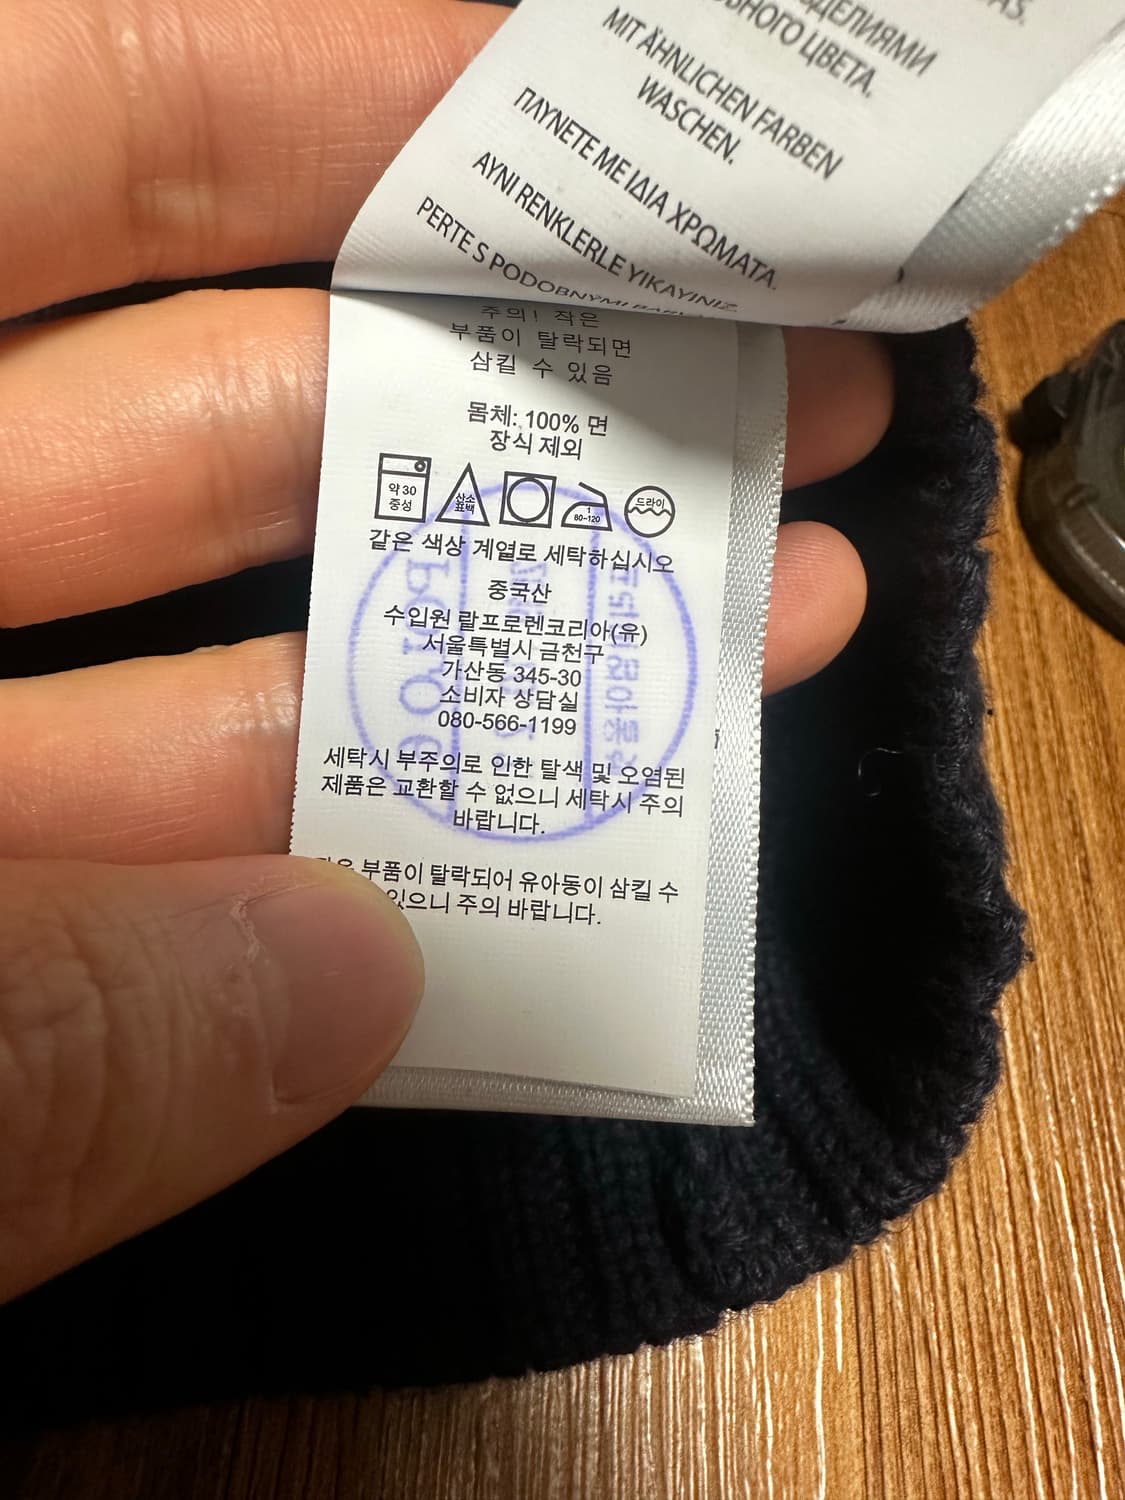 AS.
ЗДЕЛИЯМИ
ОВНОГО ЦВЕТА.
MIT ÄHNLICHEN FARBEN
WASCHEN.
ΠΛΥΝΕΤΕ ΜΕ ΙΔΙΑ ΧΡΩΜΑΤΑ.
AYNI RENKLERLE YIKAYINIZ.
PERTE S PODOBNÝMI
주의! 작은
부품이 탈락되면
삼킬 수 있음
몸체: 100% 면
장식 제외
약 30
중성
산소
표백
1
80-120
드라이
같은 색상 계열로 세탁하십시오
중국산
수입원 랄프로렌코리아(유)
서울특별시 금천구
가산동 345-30
소비자 상담실
080-566-1199
세탁시 부주의로 인한 탈색 및 오염된
제품은 교환할 수 없으니 세탁시 주의
바랍니다.
부품이 탈락되어 유아동이 삼킬 수
있으니 주의 바랍니다.